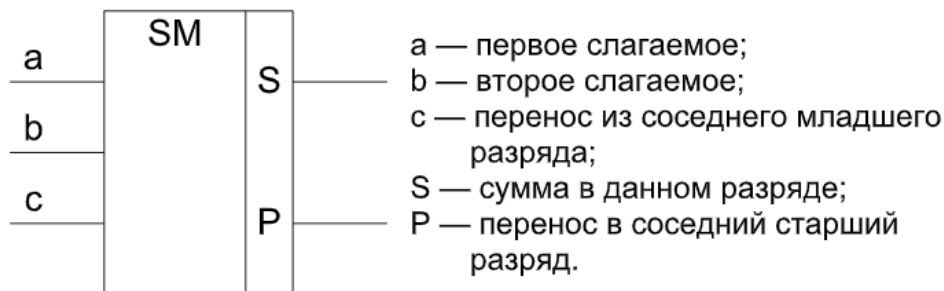 SM
a
b
c
S
P
a — первое слагаемое;
b — второе слагаемое;
c — перенос из соседнего младшего
разряда;
S — сумма в данном разряде;
P — перенос в соседний старший
разряд.